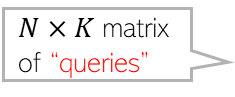 N × K matrix
of “queries”